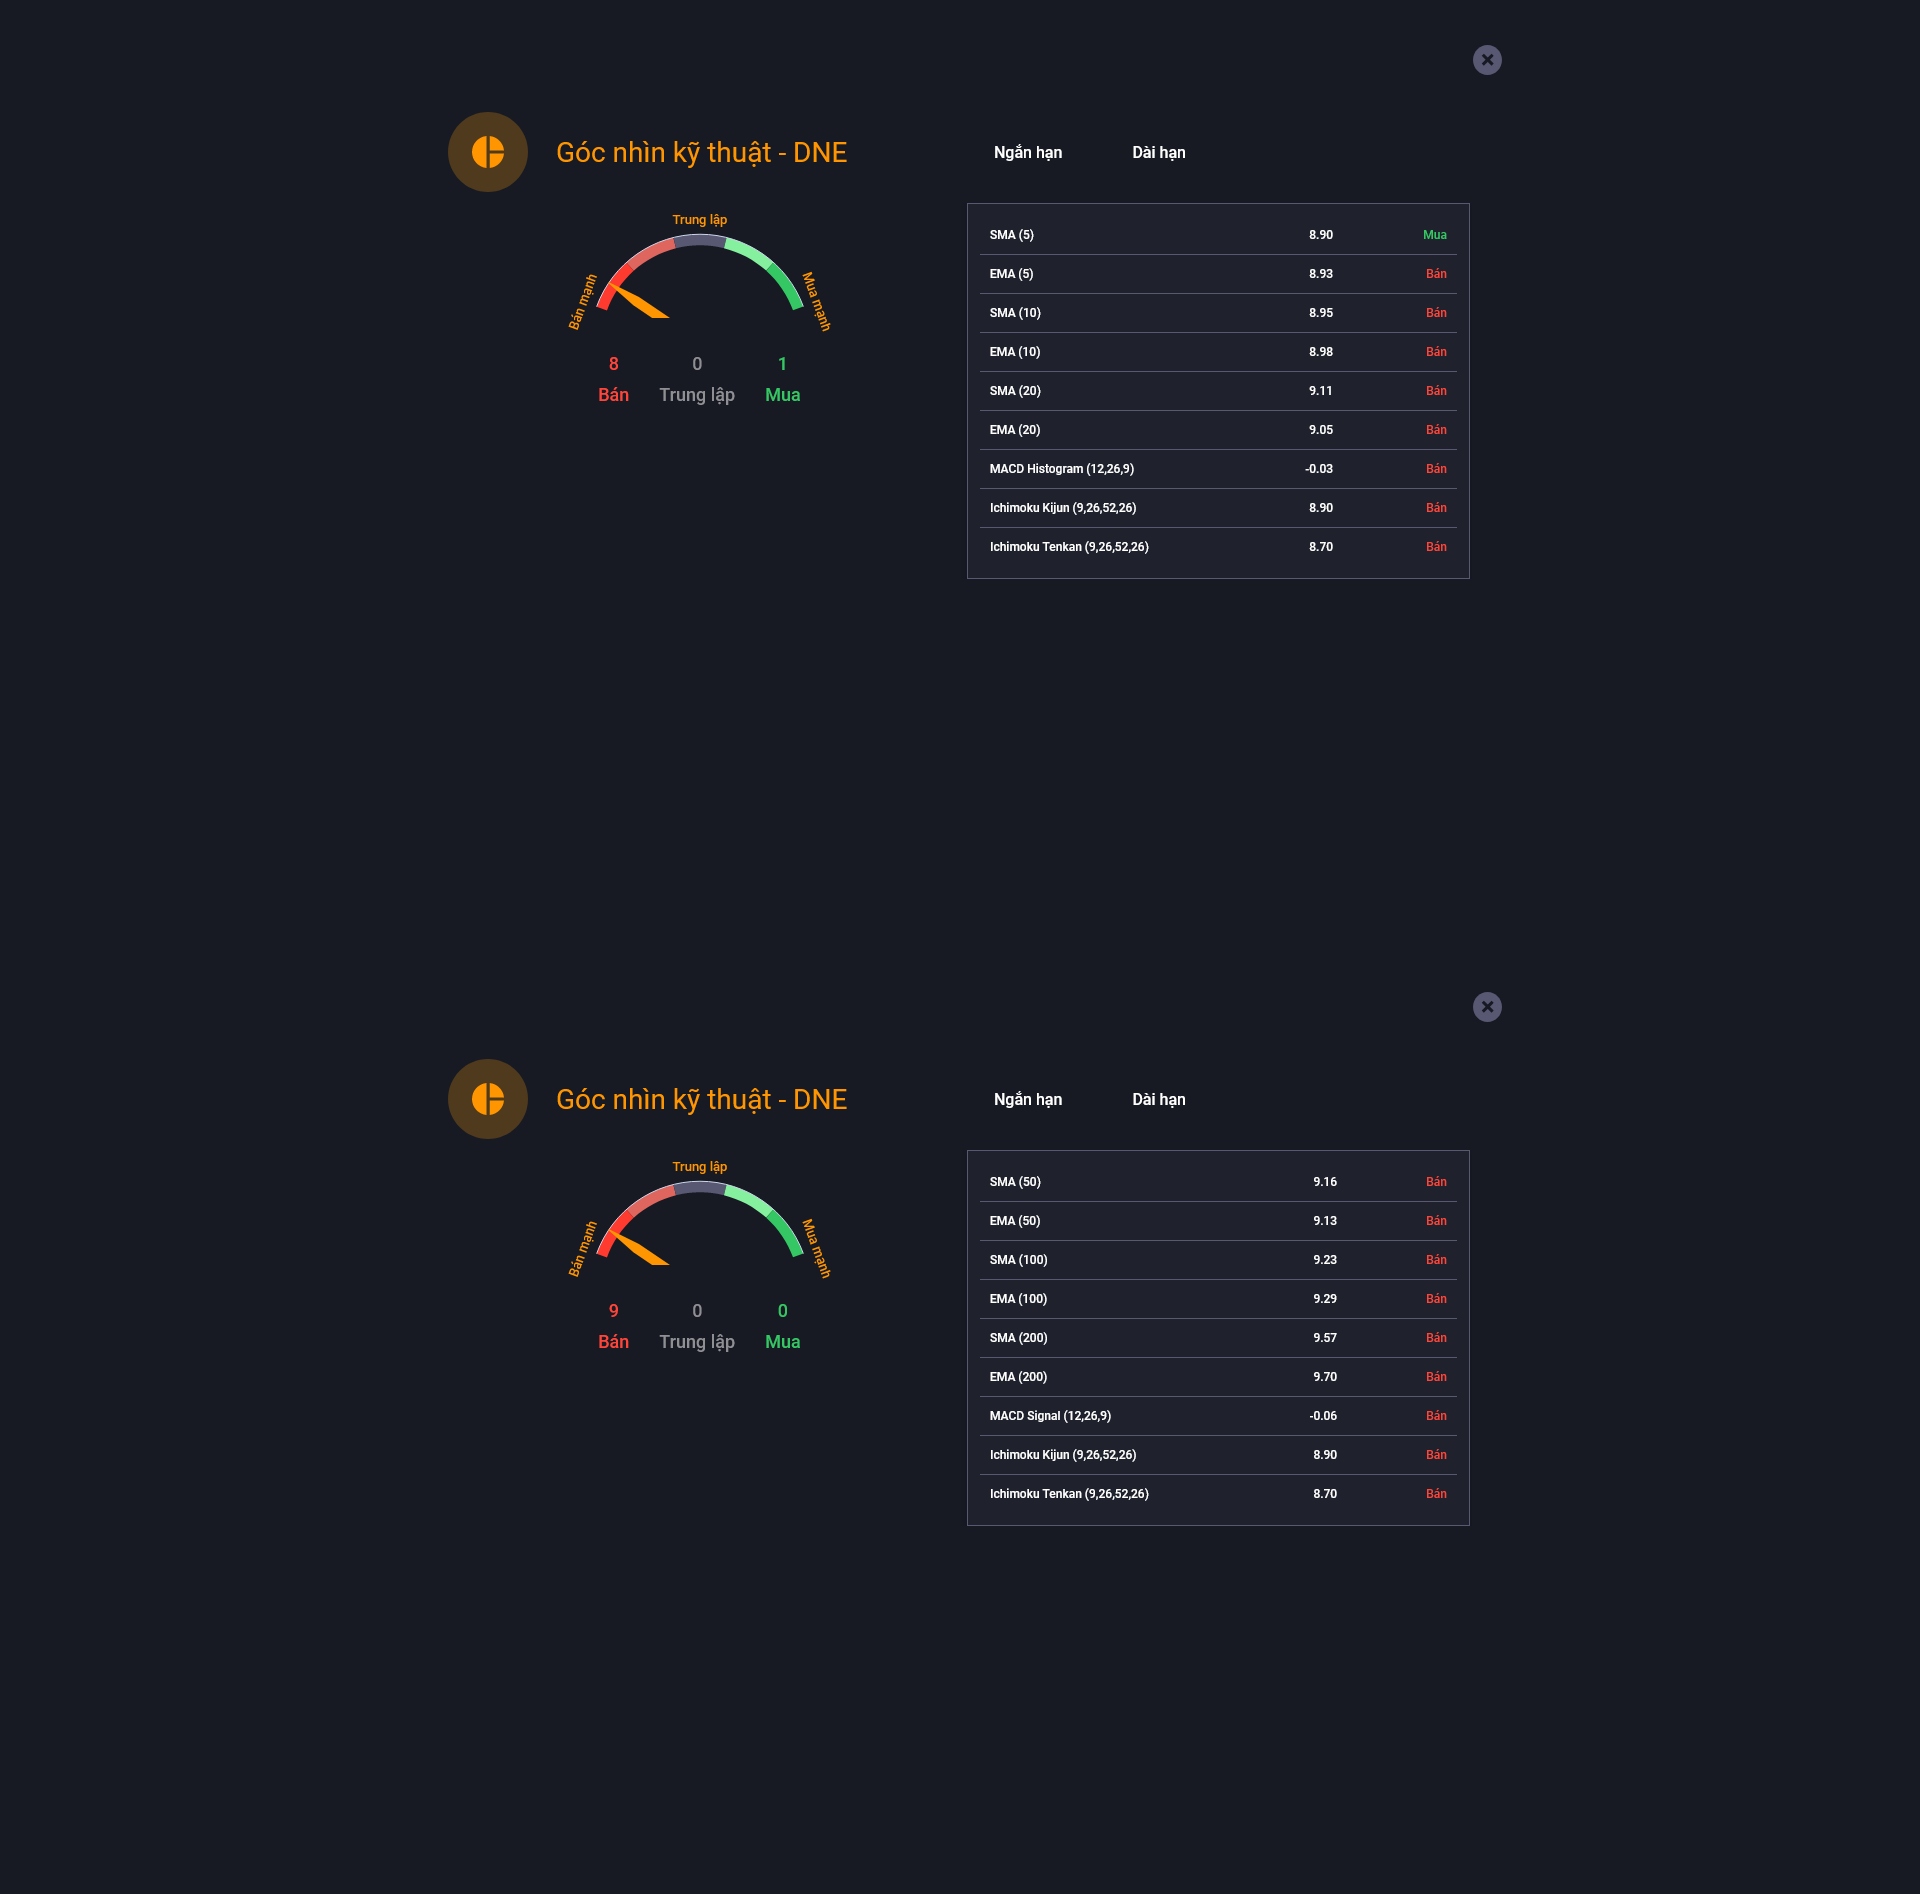 Góc nhìn kỹ thuật - DNE
Ngắn hạn Dài hạn
Trung lập
Bán mạnh
Mua mạnh
8 0 1
Bán Trung lập Mua
SMA (5) 8.90 Mua
EMA (5) 8.93 Bán
SMA (10) 8.95 Bán
EMA (10) 8.98 Bán
SMA (20) 9.11 Bán
EMA (20) 9.05 Bán
MACD Histogram (12,26,9) -0.03 Bán
Ichimoku Kijun (9,26,52,26) 8.90 Bán
Ichimoku Tenkan (9,26,52,26) 8.70 Bán
Góc nhìn kỹ thuật - DNE
Ngắn hạn Dài hạn
Trung lập
Bán mạnh
Mua mạnh
9 0 0
Bán Trung lập Mua
SMA (50) 9.16 Bán
EMA (50) 9.13 Bán
SMA (100) 9.23 Bán
EMA (100) 9.29 Bán
SMA (200) 9.57 Bán
EMA (200) 9.70 Bán
MACD Signal (12,26,9) -0.06 Bán
Ichimoku Kijun (9,26,52,26) 8.90 Bán
Ichimoku Tenkan (9,26,52,26) 8.70 Bán